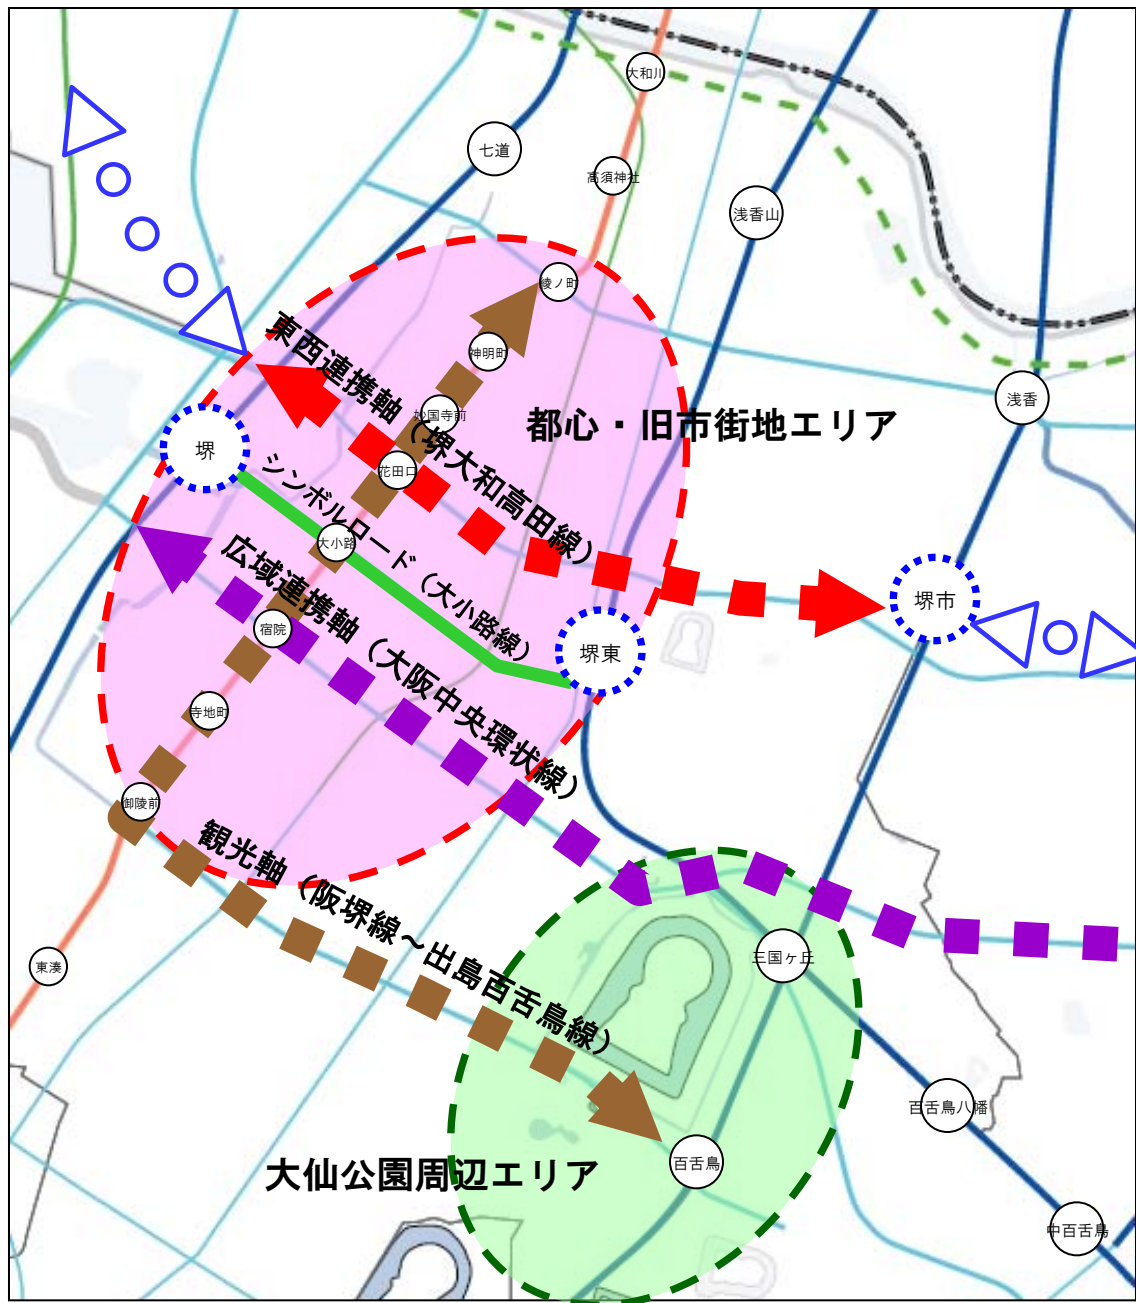 大和川
七道
高須神社
浅香山
綾ノ町
東西連携軸（堺大和高田線）
神明町
浅香
妙国寺前
都心・旧市街地エリア
堺
花田口
シンボルロード（大小路線）
大小路
広域連携軸（大阪中央環状線）
堺市
宿院
堺東
寺地町
御陵前
観光軸（阪堺線～出島百舌鳥線）
三国ヶ丘
東湊
百舌鳥八幡
百舌鳥
大仙公園周辺エリア
中百舌鳥